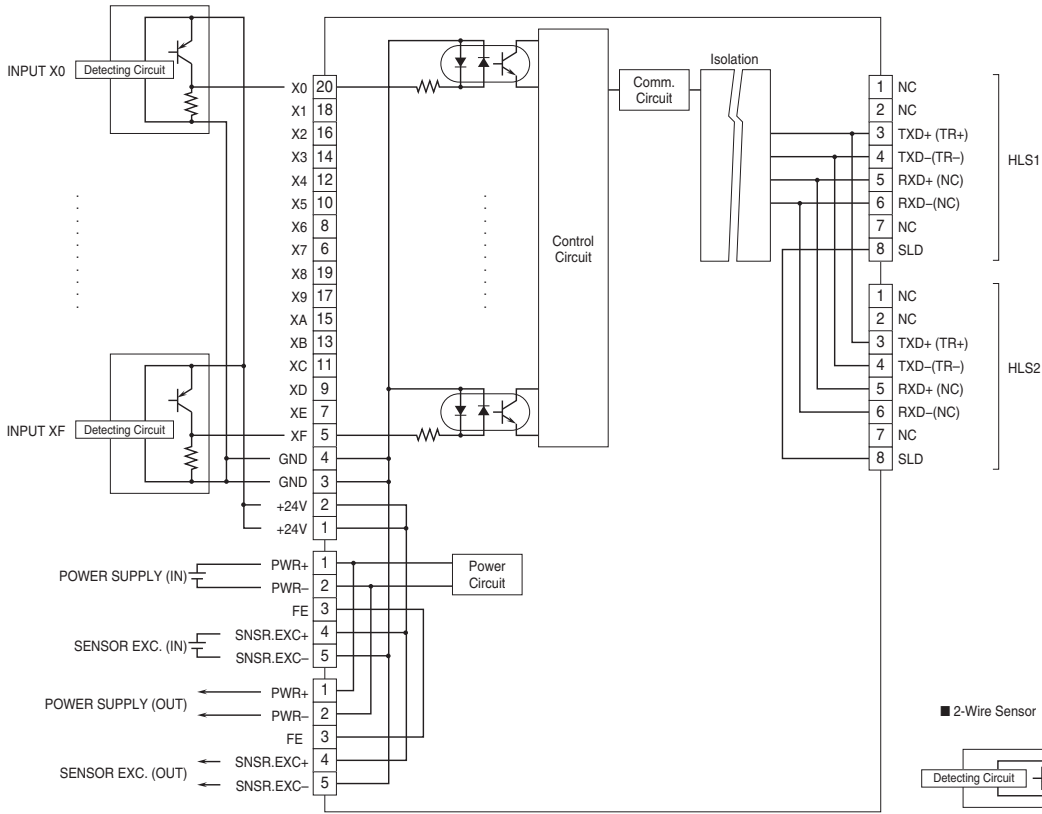 INPUT X0
Detecting Circuit
X0 20
X1 18
X2 16
X3 14
X4 12
X5 10
X6 8
X7 6
X8 19
X9 17
XA 15
XB 13
XC 11
XD 9
XE 7
XF 5
GND 4
GND 3
+24V 2
+24V 1
INPUT XF
Detecting Circuit
POWER SUPPLY (IN)
PWR+ 1
PWR– 2
FE 3
SENSOR EXC. (IN)
SNSR.EXC+ 4
SNSR.EXC– 5
POWER SUPPLY (OUT)
PWR+ 1
PWR– 2
FE 3
SENSOR EXC. (OUT)
SNSR.EXC+ 4
SNSR.EXC– 5
Control
Circuit
Power
Circuit
Comm.
Circuit
Isolation
1 NC
2 NC
3 TXD+ (TR+)
4 TXD–(TR–)
5 RXD+ (NC)
6 RXD–(NC)
7 NC
8 SLD
HLS1
1 NC
2 NC
3 TXD+ (TR+)
4 TXD–(TR–)
5 RXD+ (NC)
6 RXD–(NC)
7 NC
8 SLD
HLS2
■ 2-Wire Sensor
Detecting Circuit